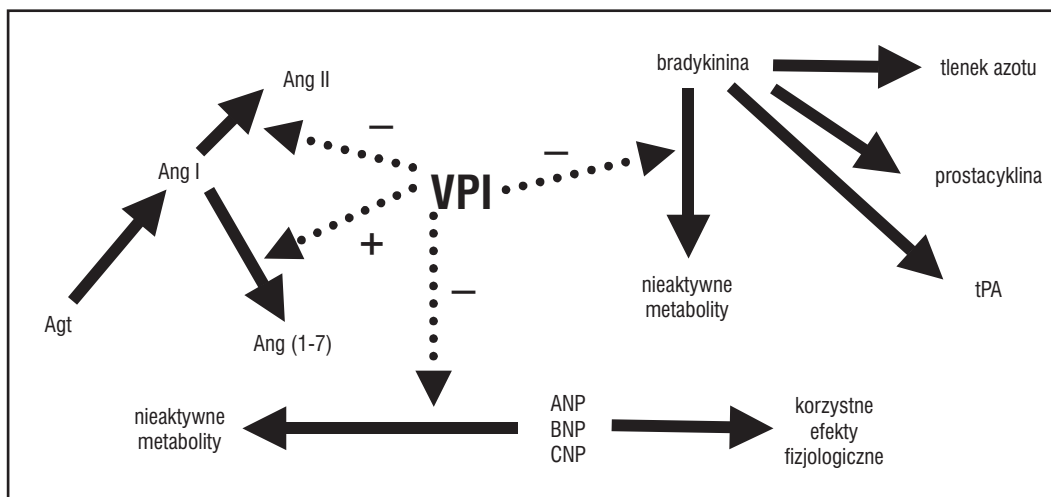 Ang II
bradykinina
tlenek azotu
–
–
Ang I
VPI
prostacyklina
+
–
nieaktywne
metabolity
tPA
Agt
Ang (1-7)
nieaktywne
metabolity
ANP
BNP
CNP
korzystne
efekty
fizjologiczne